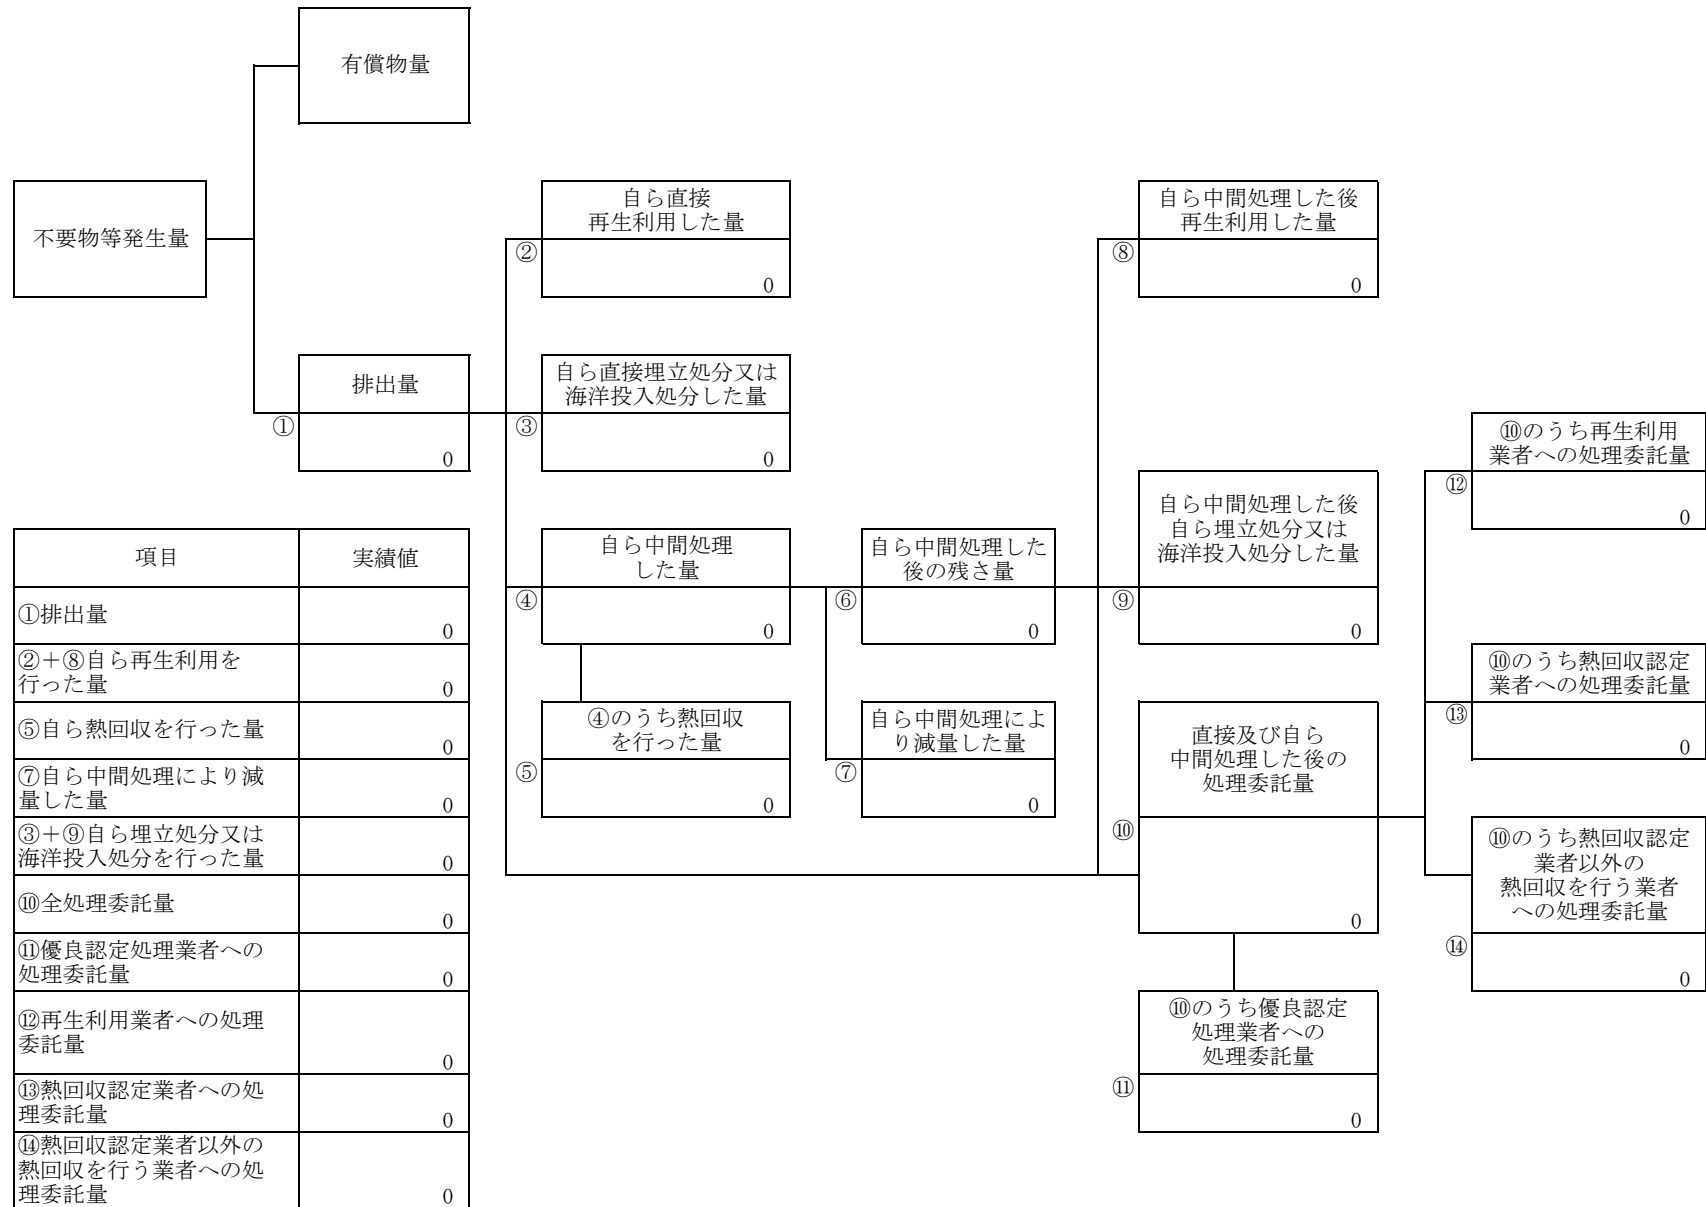 有償物量
不要物等発生量
自ら直接
再生利用した量
②
0
自ら中間処理した後
再生利用した量
⑧
0
排出量
①
0
自ら直接埋立処分又は
海洋投入処分した量
③
0
⑩のうち再生利用
業者への処理委託量
⑫
0
自ら中間処理
した量
④
0
自ら中間処理した
後の残さ量
⑥
0
自ら中間処理した後
自ら埋立処分又は
海洋投入処分した量
⑨
0
⑩のうち熱回収認定
業者への処理委託量
⑬
0
④のうち熱回収
を行った量
⑤
0
自ら中間処理によ
り減量した量
⑦
0
直接及び自ら
中間処理した後の
処理委託量
⑩
0
⑩のうち熱回収認定
業者以外の
熱回収を行う業者
への処理委託量
⑭
0
⑩のうち優良認定
処理業者への
処理委託量
⑪
0
項目 実績値
①排出量
0
②+⑧自ら再生利用を
行った量 0
⑤自ら熱回収を行った量
0
⑦自ら中間処理により減
量した量 0
③+⑨自ら埋立処分又は
海洋投入処分を行った量 0
⑩全処理委託量
0
⑪優良認定処理業者への
処理委託量 0
⑫再生利用業者への処理
委託量
0
⑬熱回収認定業者への処
理委託量 0
⑭熱回収認定業者以外の
熱回収を行う業者への処
理委託量 0